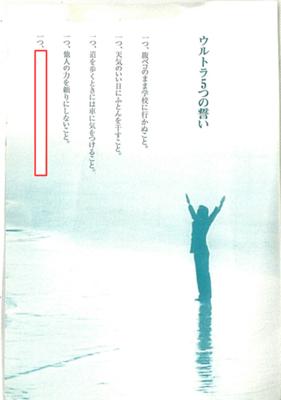 ウルトラ5つの誓い
一つ、腹ペコのまま学校に行かぬこと。
一つ、天気のいい日にふとんを干すこと。
一つ、道を歩くときには車に気をつけること。
一つ、他人の力を頼りにしないこと。
一つ、